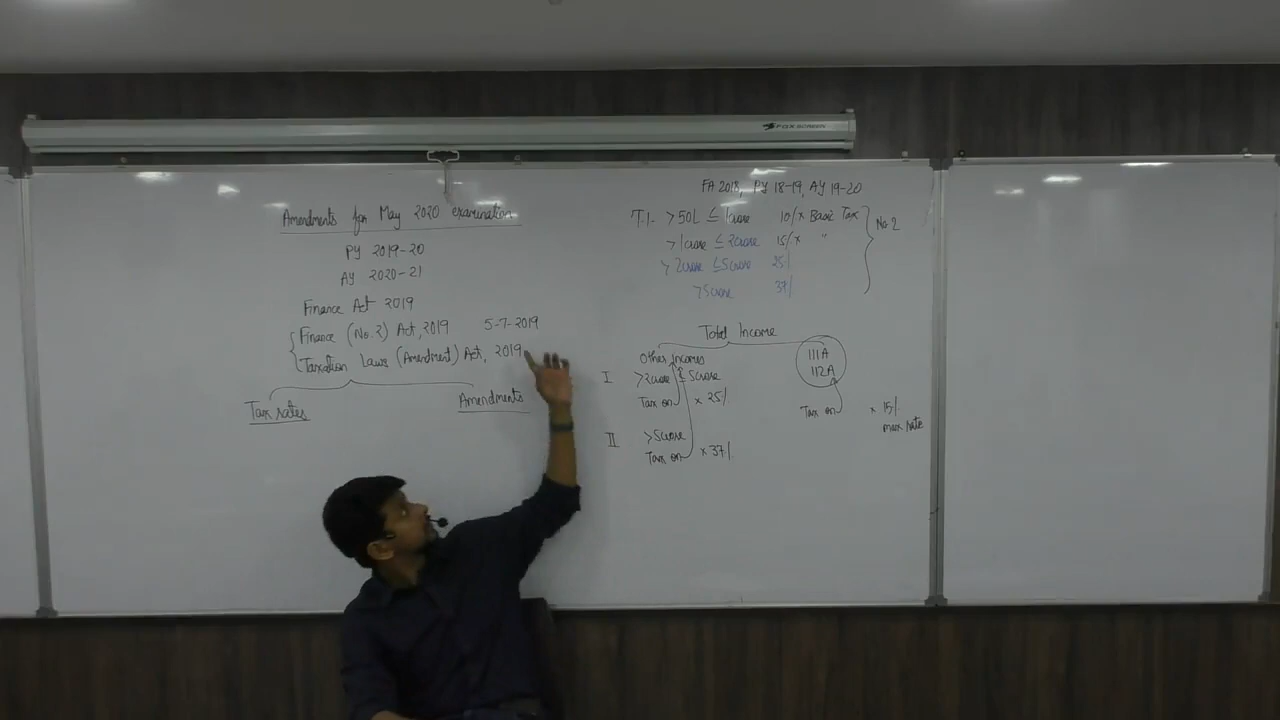 FOXSCREEN
Amendments for May 2020 examination
PY 2019-20
AY 2020-21
Finance Act 2019
Finance (No.2) Act, 2019 5-7-2019
Taxation Laws (Amendment) Act, 2019
Tax rates
Amendments
FA 2018, PY 18-19, AY 19-20
T.I. >50L ≤ 1crore 10% x Basic Tax
>1crore ≤ 2crore 15% x "
>2crore ≤5crore 25%
>5crore 37%
No.2
Total Income
Other incomes
111A
112A
I >2crore ≤ 5crore
Tax on x 25%
Tax on x 15%
max rate
II >5crore
Tax on x 37%